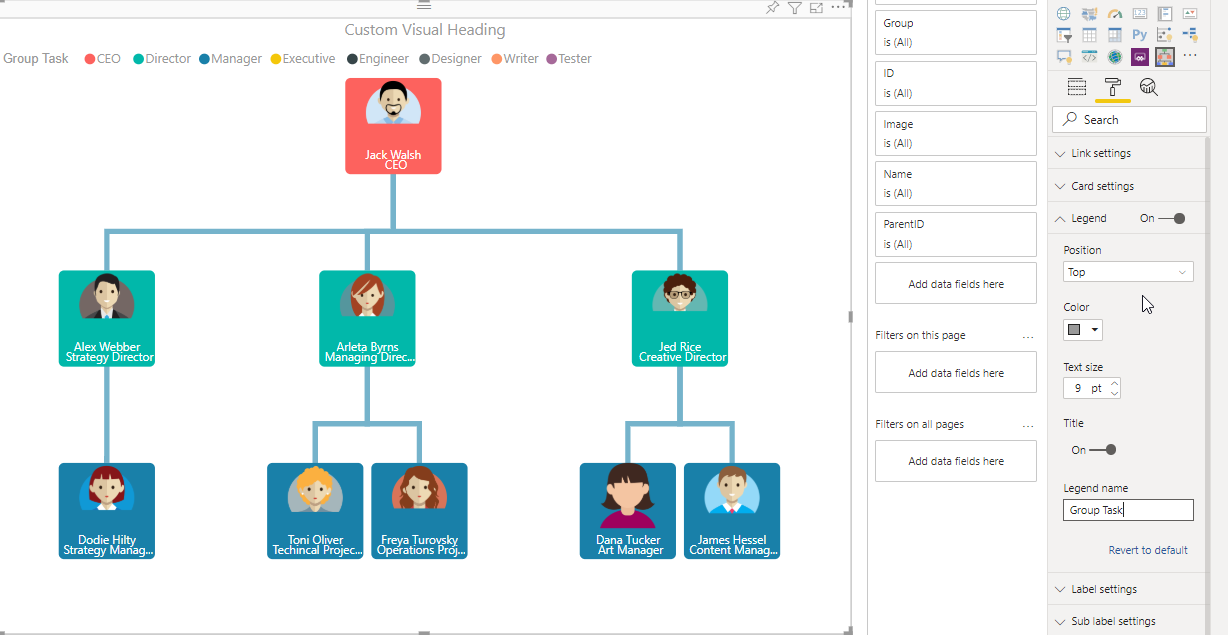 Custom Visual Heading
Group Task CEO Director Manager Executive Engineer Designer Writer Tester
Jack Walsh
CEO
Alex Webber
Strategy Director
Arleta Byrns
Managing Direc...
Jed Rice
Creative Director
Dodie Hilty
Strategy Manag...
Toni Oliver
Techincal Projec...
Freya Turovsky
Operations Proj...
Dana Tucker
Art Manager
James Hessel
Content Manag...
Group
is (All)
ID
is (All)
Image
is (All)
Name
is (All)
ParentID
is (All)
Add data fields here
Filters on this page ...
Add data fields here
Filters on all pages ...
Add data fields here
Py
...
Search
Link settings
Card settings
Legend On
Position
Top
Color
Text size
9 pt
Title
On
Legend name
Group Task
Revert to default
Label settings
Sub label settings